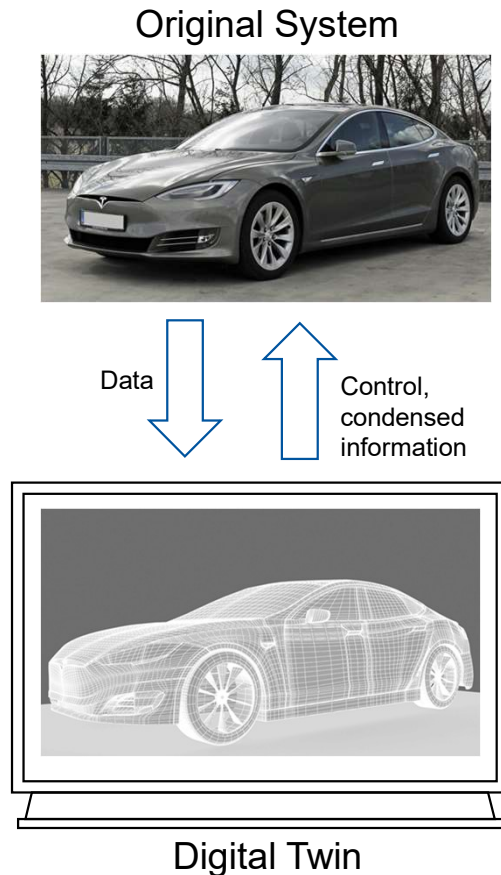 Original System
Data
Control,
condensed
information
Digital Twin